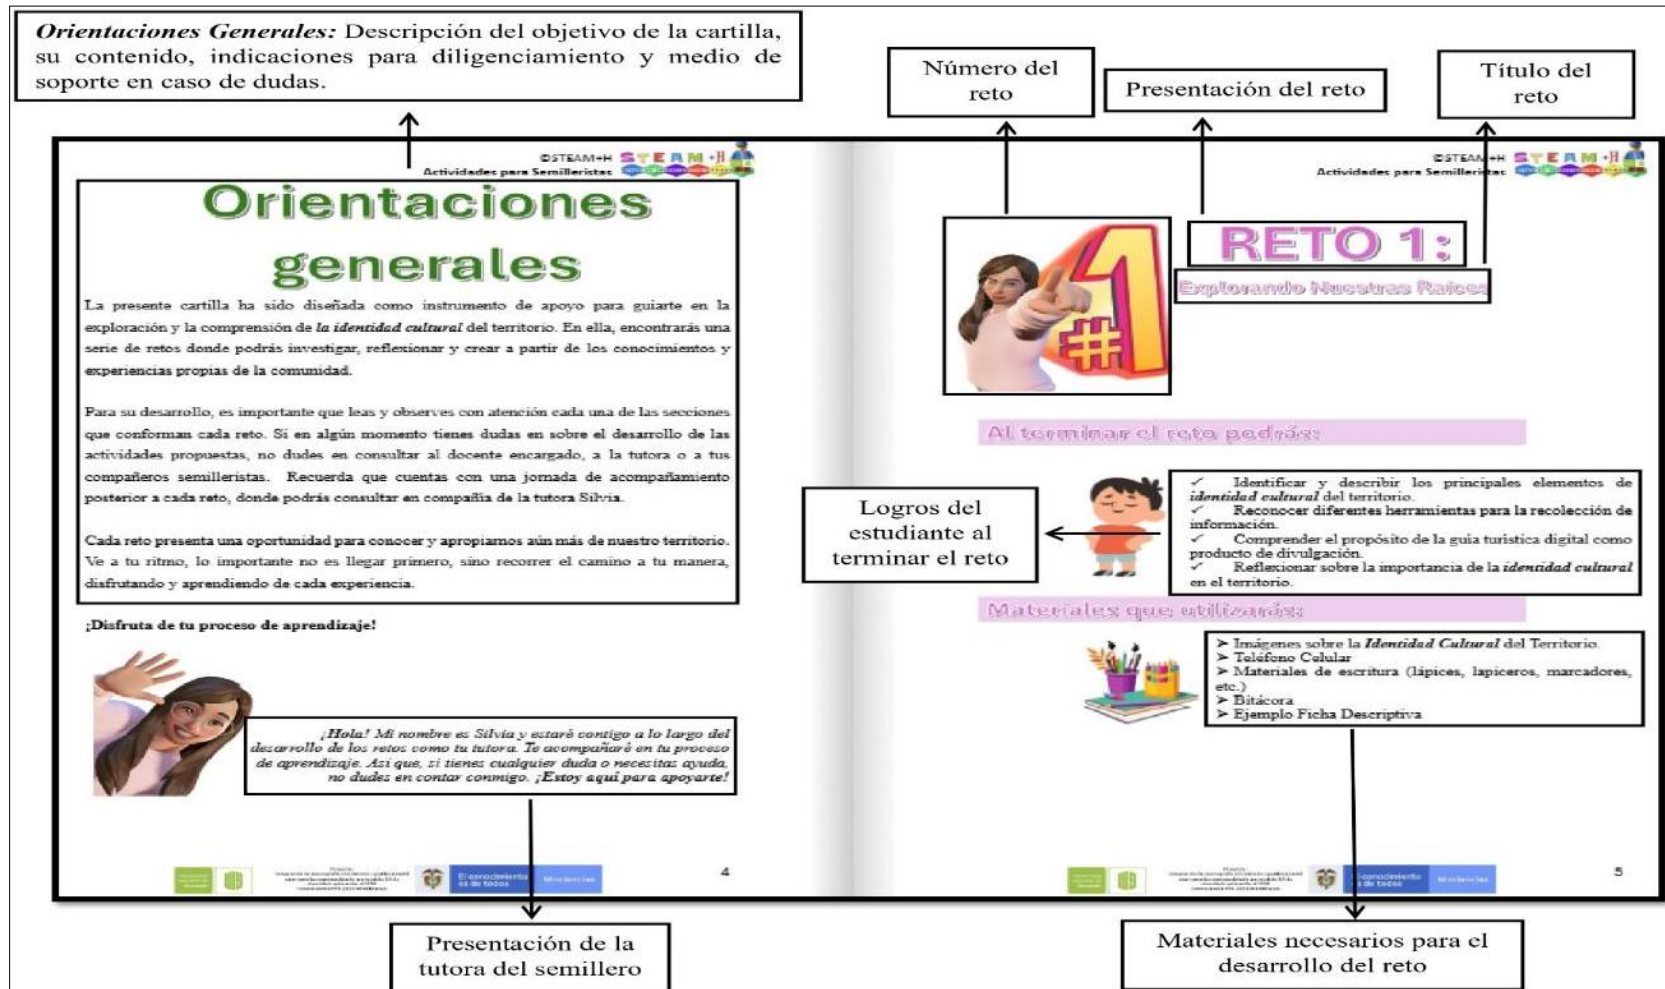 Orientaciones Generales: Descripción del objetivo de la cartilla,
su contenido, indicaciones para diligenciamiento y medio de
soporte en caso de dudas.
Número del
reto
Presentación del reto
Título del
reto
©STEAM+H
Actividades para Semilleristas
STEAM+H
Orientaciones
generales
La presente cartilla ha sido diseñada como instrumento de apoyo para guiarte en la
exploración y la comprensión de la identidad cultural del territorio. En ella, encontrarás una
serie de retos donde podrás investigar, reflexionar y crear a partir de los conocimientos y
experiencias propias de la comunidad.
Para su desarrollo, es importante que leas y observes con atención cada una de las secciones
que conforman cada reto. Si en algún momento tienes dudas en sobre el desarrollo de las
actividades propuestas, no dudes en consultar al docente encargado, a la tutora o a tus
compañeros semilleristas. Recuerda que cuentas con una jornada de acompañamiento
posterior a cada reto, donde podrás consultar en compañía de la tutora Silvia.
Cada reto presenta una oportunidad para conocer y apropiarnos aún más de nuestro territorio.
Ve a tu ritmo, lo importante no es llegar primero, sino recorrer el camino a tu manera,
disfrutando y aprendiendo de cada experiencia.
¡Disfruta de tu proceso de aprendizaje!
¡Hola! Mi nombre es Silvia y estaré contigo a lo largo del
desarrollo de los retos como tu tutora. Te acompañaré en tu proceso
de aprendizaje. Así que, si tienes cualquier duda o necesitas ayuda,
no dudes en contar conmigo. ¡Estoy aquí para apoyarte!
El conocimiento
es de todos
Minciencias
4
Presentación de la
tutora del semillero
©STEAM+H
Actividades para Semilleristas
STEAM+H
#1
RETO 1:
Explorando Nuestras Raíces
Al terminar el reto podrás:
Logros del
estudiante al
terminar el reto
✓ Identificar y describir los principales elementos de
identidad cultural del territorio.
✓ Reconocer diferentes herramientas para la recolección de
información.
✓ Comprender el propósito de la guía turística digital como
producto de divulgación.
✓ Reflexionar sobre la importancia de la identidad cultural
en el territorio.
Materiales que utilizarás:
➤ Imágenes sobre la Identidad Cultural del Territorio.
➤ Teléfono Celular
➤ Materiales de escritura (lápices, lapiceros, marcadores,
etc.)
➤ Bitácora
➤ Ejemplo Ficha Descriptiva
El conocimiento
es de todos
Minciencias
5
Materiales necesarios para el
desarrollo del reto